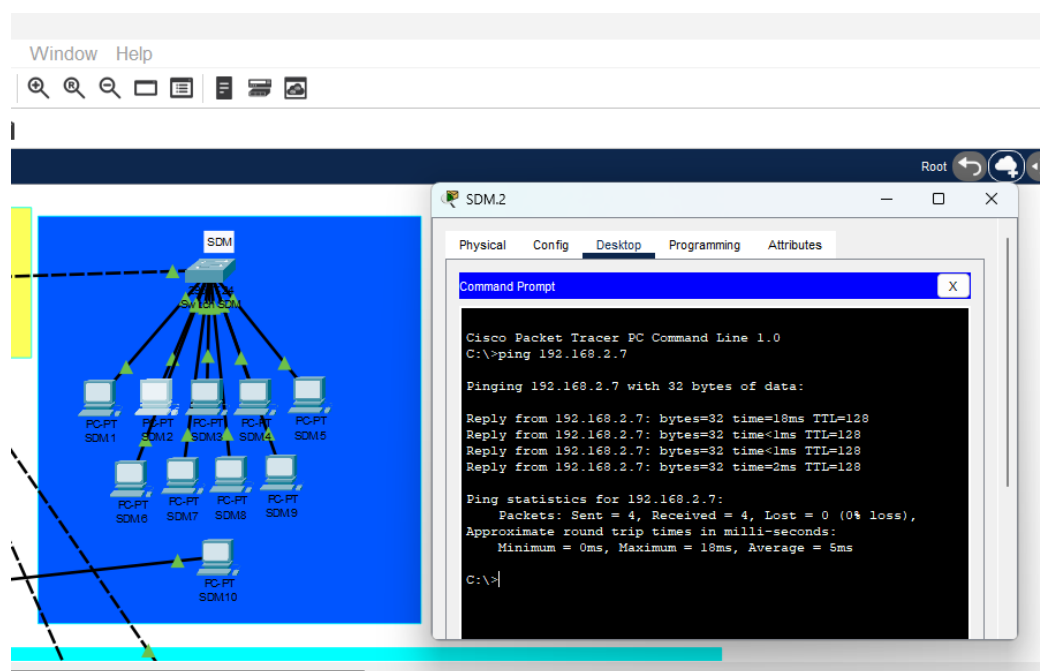 Window Help
Root
SDM.2
Physical Config Desktop Programming Attributes
Command Prompt
X
Cisco Packet Tracer PC Command Line 1.0
C:\>ping 192.168.2.7
Pinging 192.168.2.7 with 32 bytes of data:
Reply from 192.168.2.7: bytes=32 time=18ms TTL=128
Reply from 192.168.2.7: bytes=32 time<1ms TTL=128
Reply from 192.168.2.7: bytes=32 time<1ms TTL=128
Reply from 192.168.2.7: bytes=32 time=2ms TTL=128
Ping statistics for 192.168.2.7:
Packets: Sent = 4, Received = 4, Lost = 0 (0% loss),
Approximate round trip times in milli-seconds:
Minimum = 0ms, Maximum = 18ms, Average = 5ms
C:\>
SDM
Switch SDM
PC-PT PC-PT PC-PT PC-PT PC-PT
SDM1 SDM2 SDM3 SDM4 SDM5
PC-PT PC-PT PC-PT PC-PT
SDM6 SDM7 SDM8 SDM9
PC-PT
SDM10